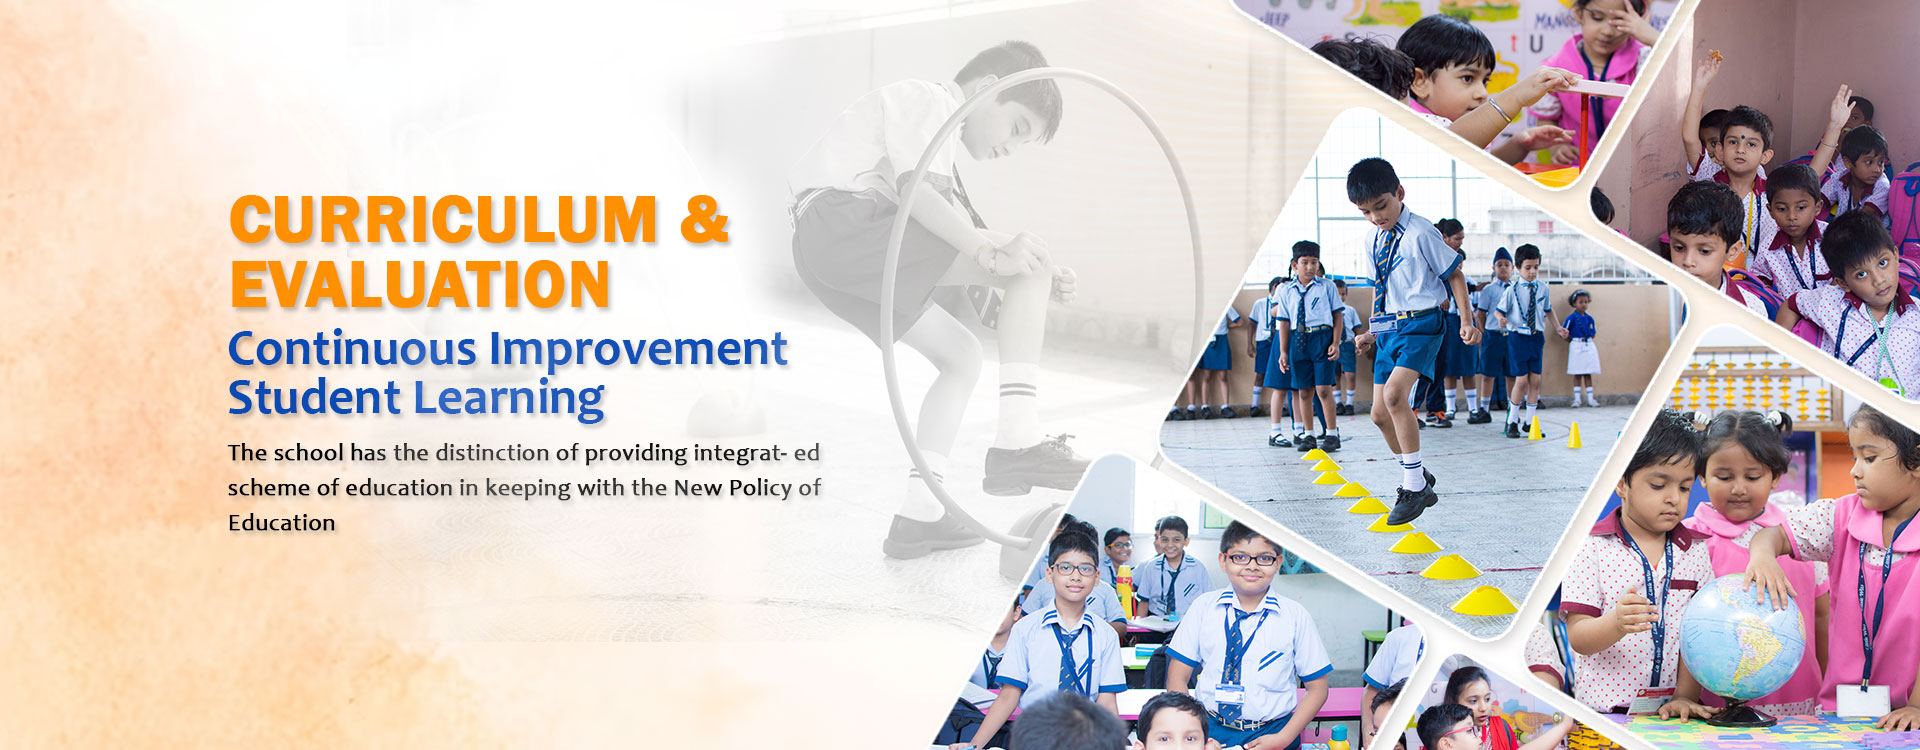 CURRICULUM &
EVALUATION
Continuous Improvement
Student Learning
The school has the distinction of providing integrat- ed
scheme of education in keeping with the New Policy of
Education
JEEP
t U